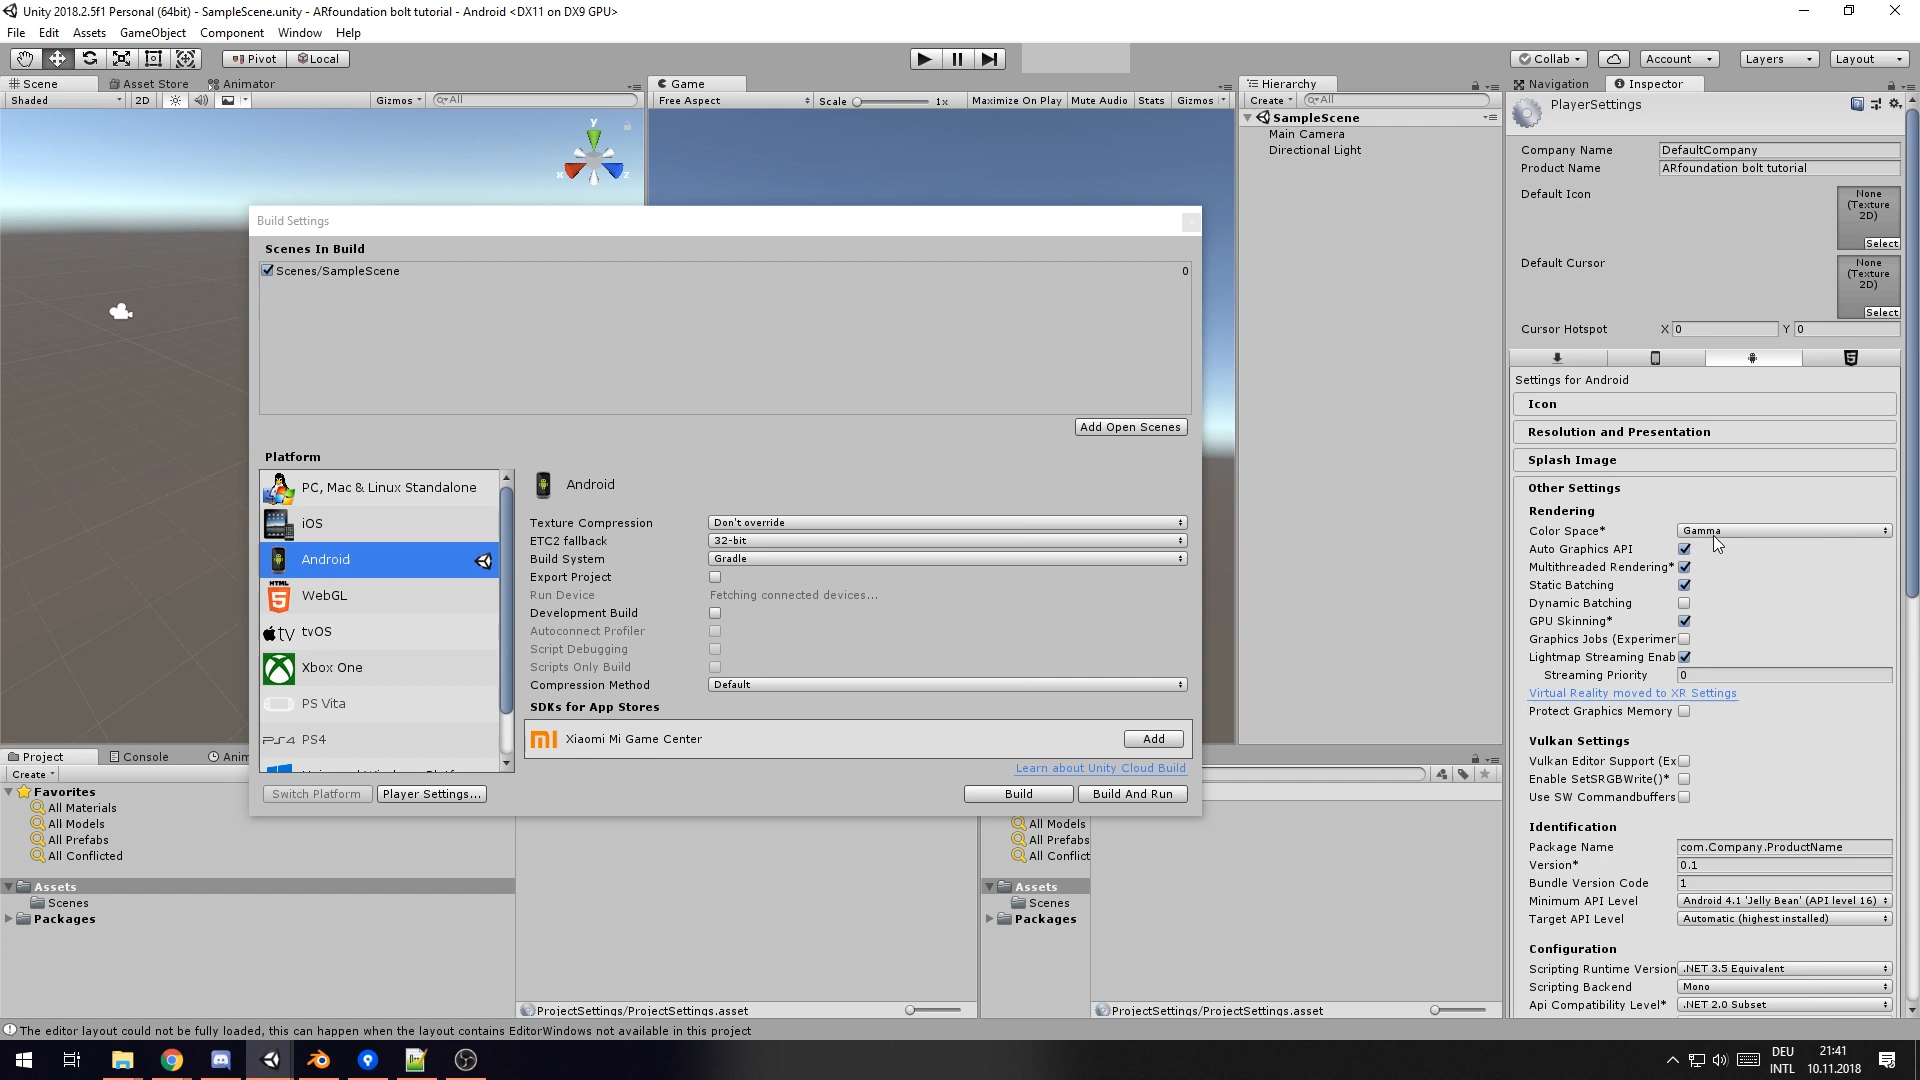 Unity 2018.2.5f1 Personal (64bit) - SampleScene.unity - ARfoundation bolt tutorial - Android <DX11 on DX9 GPU>
File Edit Assets GameObject Component Window Help
Pivot Local
Collab Account Layers Layout
Scene Asset Store Animator
Shaded 2D Gizmos All
y
x z
Game
Free Aspect Scale 1x Maximize On Play Mute Audio Stats Gizmos
Hierarchy
Create All
SampleScene
Main Camera
Directional Light
Navigation Inspector
PlayerSettings
Company Name DefaultCompany
Product Name ARfoundation bolt tutorial
Default Icon
None
(Texture
2D)
Select
Default Cursor
None
(Texture
2D)
Select
Cursor Hotspot X 0 Y 0
Settings for Android
Icon
Resolution and Presentation
Splash Image
Other Settings
Rendering
Color Space* Gamma
Auto Graphics API
Multithreaded Rendering*
Static Batching
Dynamic Batching
GPU Skinning*
Graphics Jobs (Experimer
Lightmap Streaming Enab
Streaming Priority 0
Virtual Reality moved to XR Settings
Protect Graphics Memory
Vulkan Settings
Vulkan Editor Support (Ex
Enable SetSRGBWrite()*
Use SW Commandbuffers
Identification
Package Name com.Company.ProductName
Version* 0.1
Bundle Version Code 1
Minimum API Level Android 4.1 'Jelly Bean' (API level 16)
Target API Level Automatic (highest installed)
Configuration
Scripting Runtime Version .NET 3.5 Equivalent
Scripting Backend Mono
Api Compatibility Level* .NET 2.0 Subset
Build Settings
Scenes In Build
Scenes/SampleScene 0
Add Open Scenes
Platform
PC, Mac & Linux Standalone
iOS
Android
HTML
5 WebGL
tv tvOS
Xbox One
PS Vita
PS4 PS4
Android
Texture Compression Don't override
ETC2 fallback 32-bit
Build System Gradle
Export Project
Run Device Fetching connected devices...
Development Build
Autoconnect Profiler
Script Debugging
Scripts Only Build
Compression Method Default
SDKs for App Stores
mi Xiaomi Mi Game Center Add
Learn about Unity Cloud Build
Switch Platform Player Settings... Build Build And Run
Project Console Anim
Create
Favorites
All Materials
All Models
All Prefabs
All Conflicted
Assets
Scenes
Packages
ProjectSettings/ProjectSettings.asset
All Models
All Prefabs
All Conflict
Assets
Scenes
Packages
ProjectSettings/ProjectSettings.asset
The editor layout could not be fully loaded, this can happen when the layout contains EditorWindows not available in this project
DEU
INTL
21:41
10.11.2018